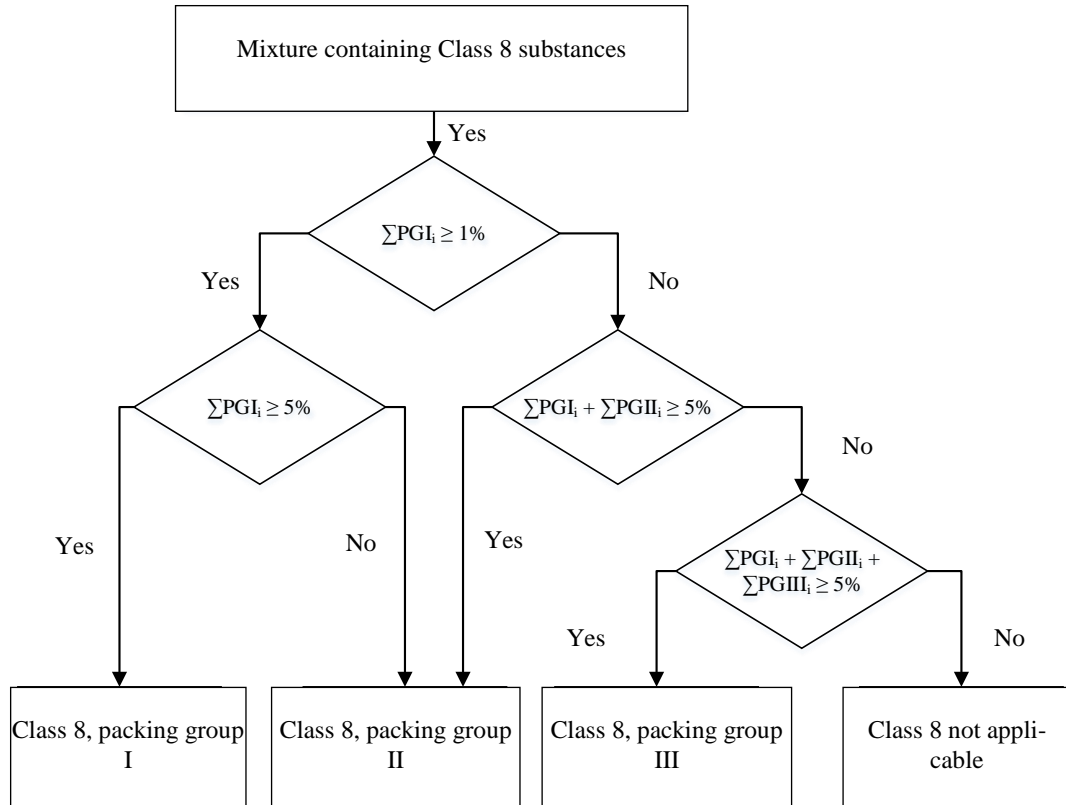 Mixture containing Class 8 substances
Yes
∑PGIᵢ ≥ 1%
Yes
No
∑PGIᵢ ≥ 5%
∑PGIᵢ + ∑PGIIᵢ ≥ 5%
No
Yes
No
Yes
∑PGIᵢ + ∑PGIIᵢ +
∑PGIIIᵢ ≥ 5%
Yes
No
Class 8, packing group
I
Class 8, packing group
II
Class 8, packing group
III
Class 8 not appli-
cable